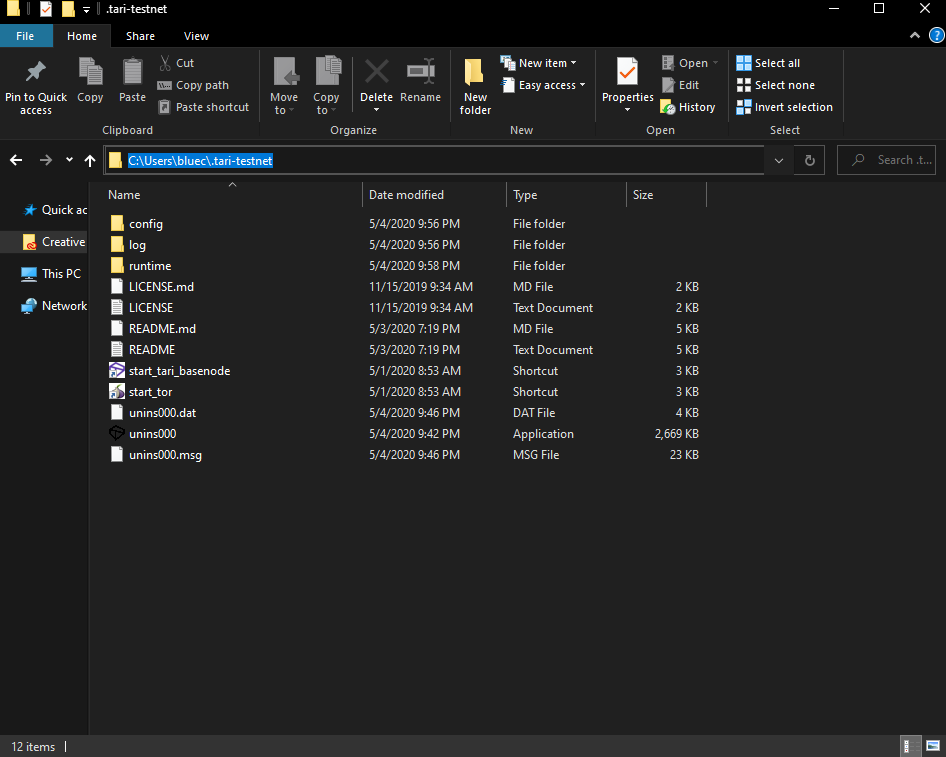 .tari-testnet
File Home Share View
Pin to Quick access
Copy
Paste
Cut
Copy path
Paste shortcut
Move to
Copy to
Delete
Rename
New folder
New item
Easy access
Properties
Open
Edit
History
Select all
Select none
Invert selection
Clipboard Organize New Open Select
C:\Users\bluec\.tari-testnet
Search .t...
Name Date modified Type Size
Quick ac
Creative
This PC
Network
config 5/4/2020 9:56 PM File folder
log 5/4/2020 9:56 PM File folder
runtime 5/4/2020 9:58 PM File folder
LICENSE.md 11/15/2019 9:34 AM MD File 2 KB
LICENSE 11/15/2019 9:34 AM Text Document 2 KB
README.md 5/3/2020 7:19 PM MD File 5 KB
README 5/3/2020 7:19 PM Text Document 5 KB
start_tari_basenode 5/1/2020 8:53 AM Shortcut 3 KB
start_tor 5/1/2020 8:53 AM Shortcut 3 KB
unins000.dat 5/4/2020 9:46 PM DAT File 4 KB
unins000 5/4/2020 9:42 PM Application 2,669 KB
unins000.msg 5/4/2020 9:46 PM MSG File 23 KB
12 items